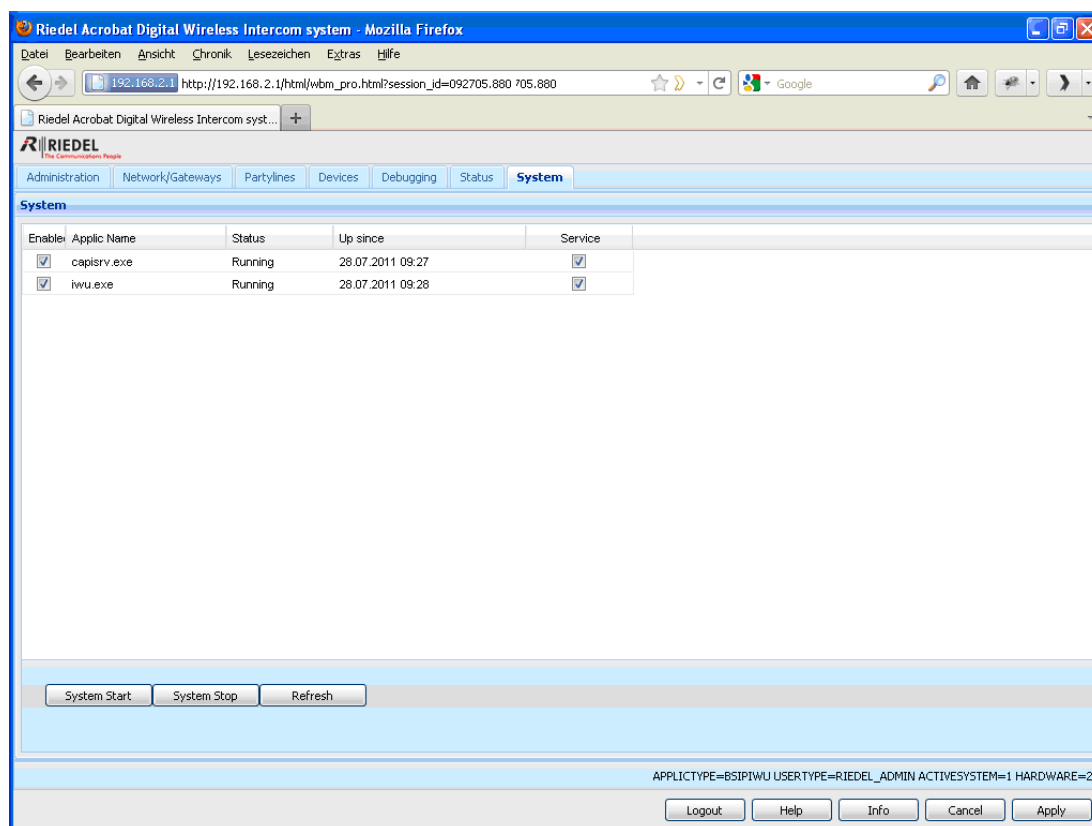 Riedel Acrobat Digital Wireless Intercom system - Mozilla Firefox
Datei Bearbeiten Ansicht Chronik Lesezeichen Extras Hilfe
192.168.2.1 http://192.168.2.1/html/wbm_pro.html?session_id=092705.880 705.880 Google
Riedel Acrobat Digital Wireless Intercom syst... +
RIEDEL
The Communications People
Administration Network/Gateways Partylines Devices Debugging Status System
System
Enable Applic Name Status Up since Service
capisrv.exe Running 28.07.2011 09:27
iwu.exe Running 28.07.2011 09:28
System Start System Stop Refresh
APPLICTYPE=BSIPIWU USERTYPE=RIEDEL_ADMIN ACTIVESYSTEM=1 HARDWARE=2
Logout Help Info Cancel Apply